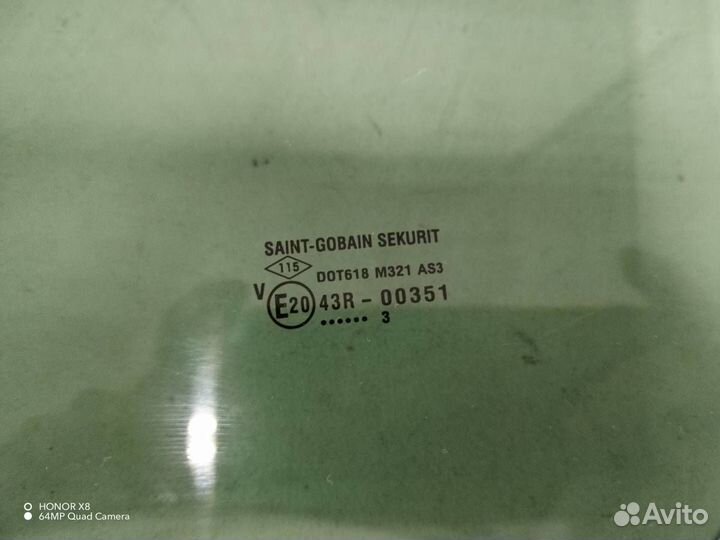 SAINT-GOBAIN SEKURIT
115 DOT618 M321 AS3
V E20 43R - 00351
...... 3
HONOR X8
64MP Quad Camera
Avito